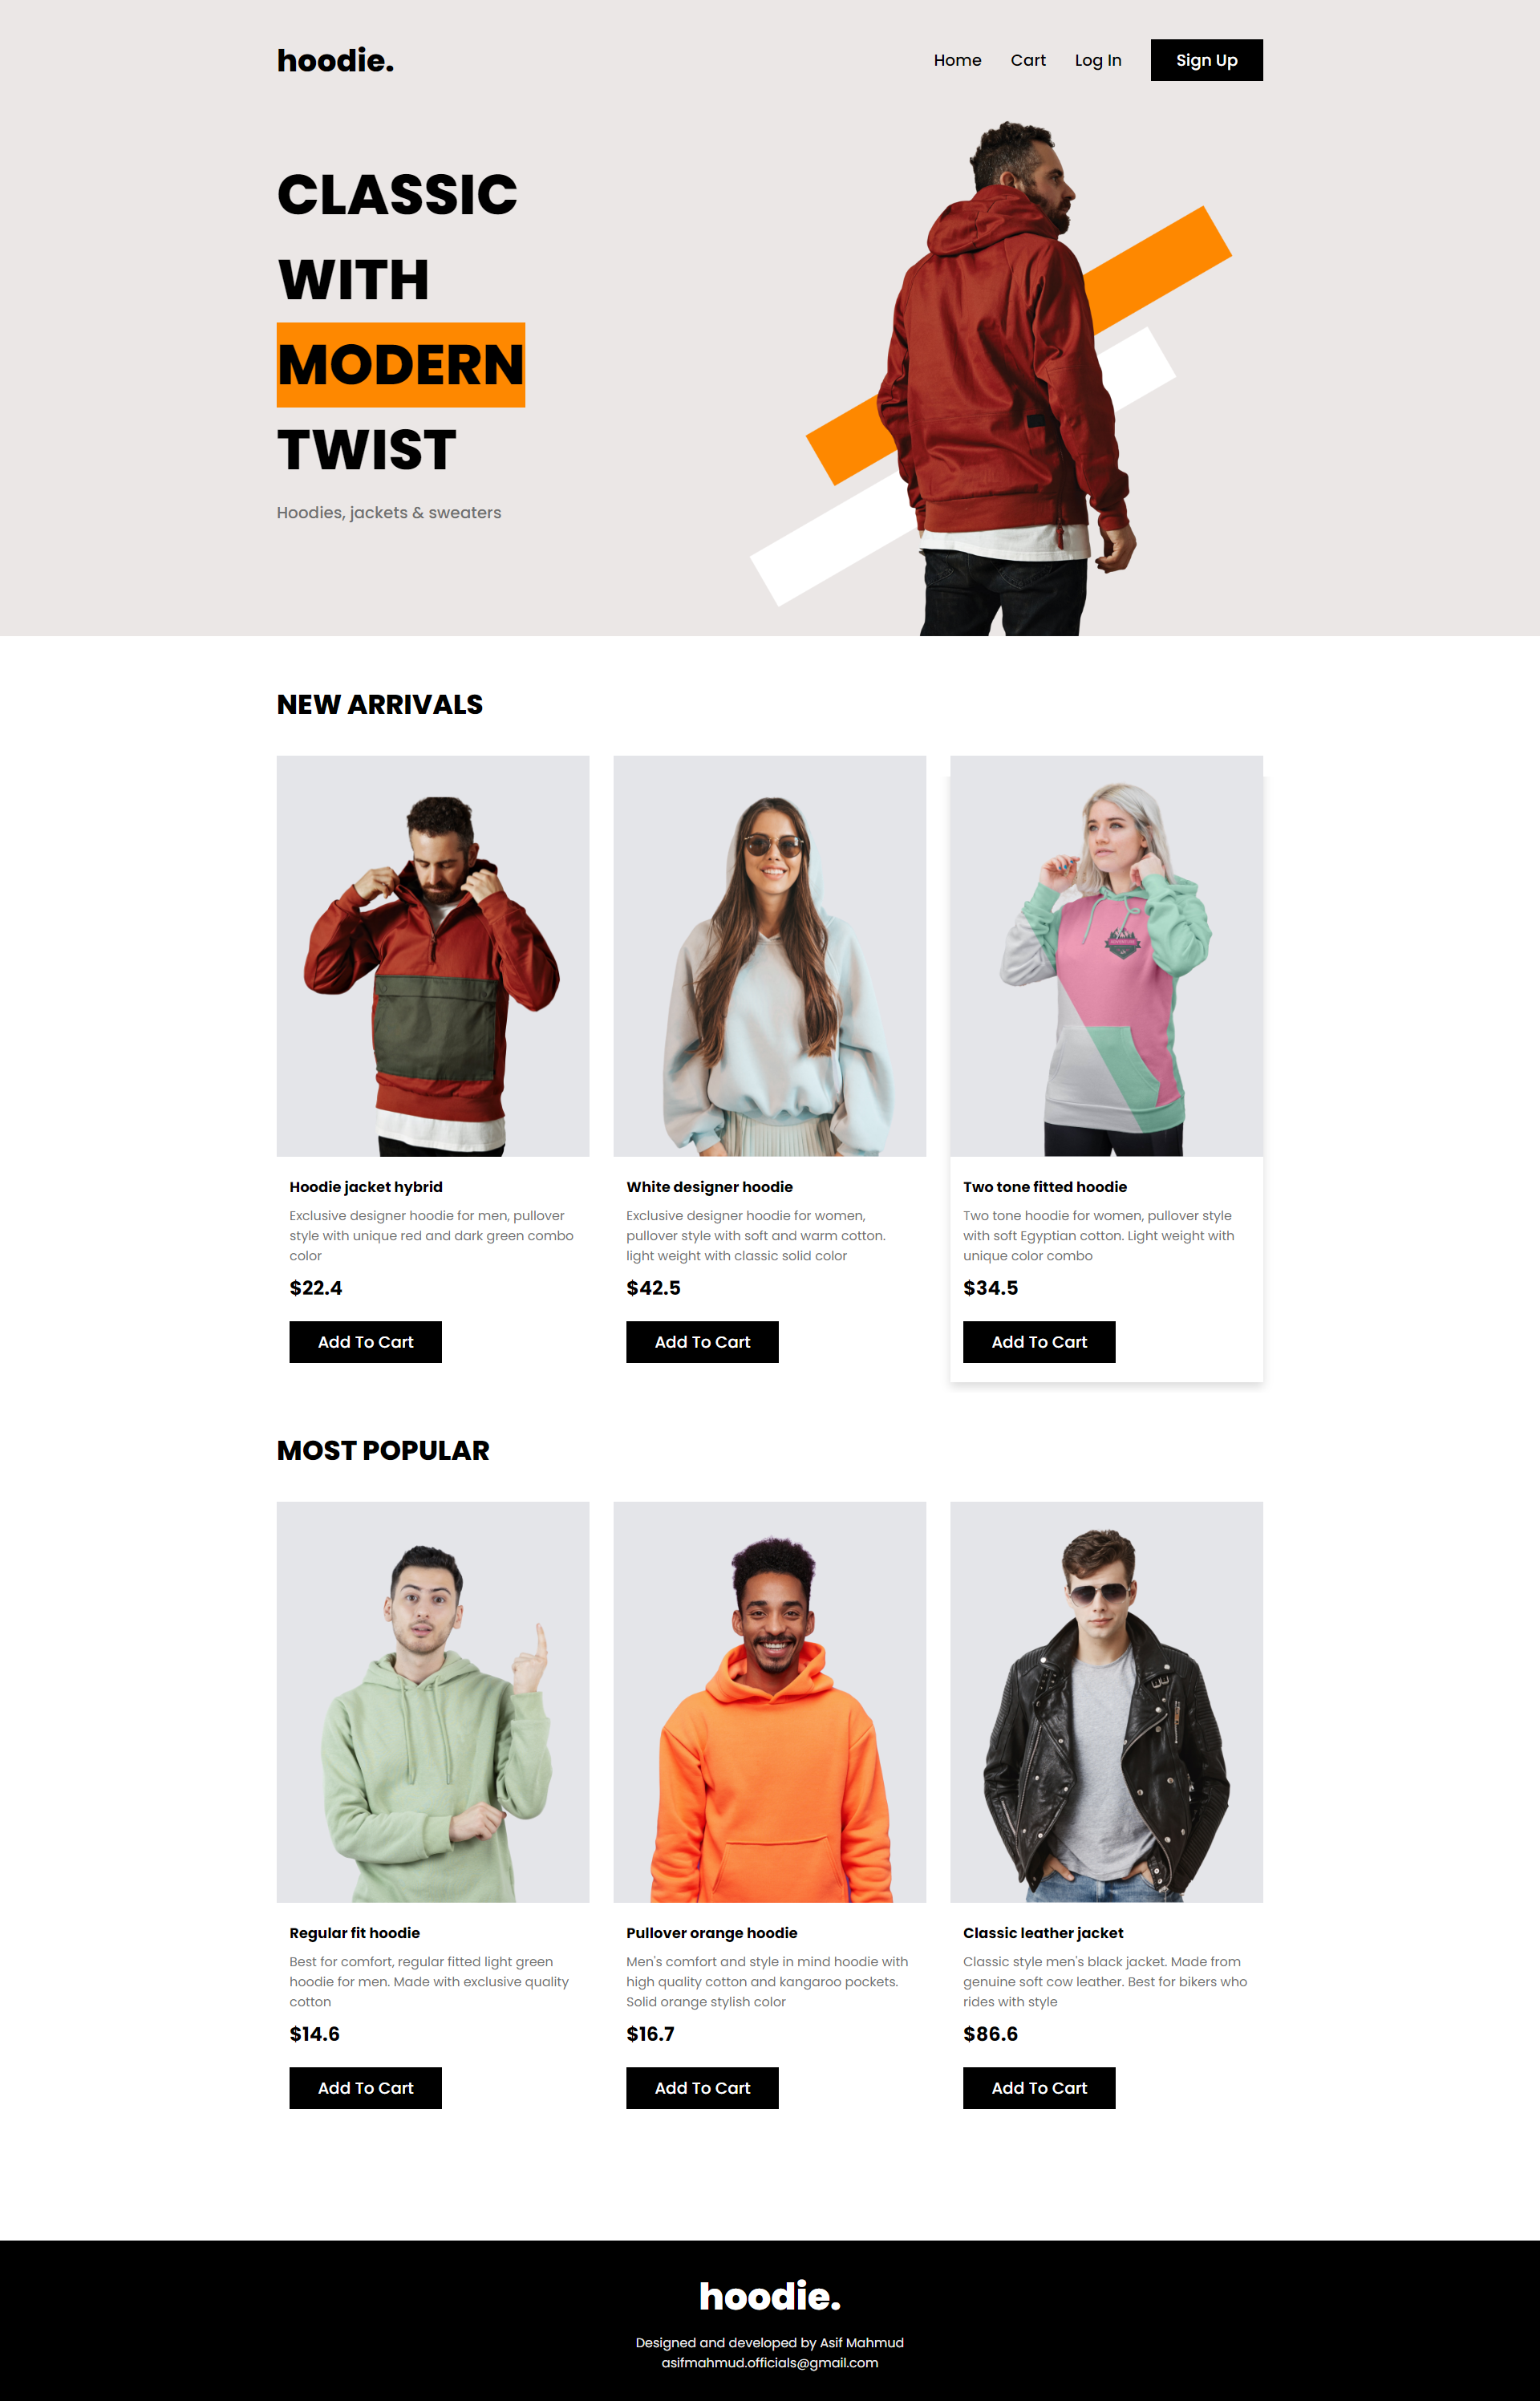 hoodie.
Home Cart Log In Sign Up
CLASSIC
WITH
MODERN
TWIST
Hoodies, jackets & sweaters
NEW ARRIVALS
Hoodie jacket hybrid
Exclusive designer hoodie for men, pullover
style with unique red and dark green combo
color
$22.4
Add To Cart
White designer hoodie
Exclusive designer hoodie for women,
pullover style with soft and warm cotton.
light weight with classic solid color
$42.5
Add To Cart
Two tone fitted hoodie
Two tone hoodie for women, pullover style
with soft Egyptian cotton. Light weight with
unique color combo
$34.5
Add To Cart
MOST POPULAR
Regular fit hoodie
Best for comfort, regular fitted light green
hoodie for men. Made with exclusive quality
cotton
$14.6
Add To Cart
Pullover orange hoodie
Men's comfort and style in mind hoodie with
high quality cotton and kangaroo pockets.
Solid orange stylish color
$16.7
Add To Cart
Classic leather jacket
Classic style men's black jacket. Made from
genuine soft cow leather. Best for bikers who
rides with style
$86.6
Add To Cart
hoodie.
Designed and developed by Asif Mahmud
asifmahmud.officials@gmail.com